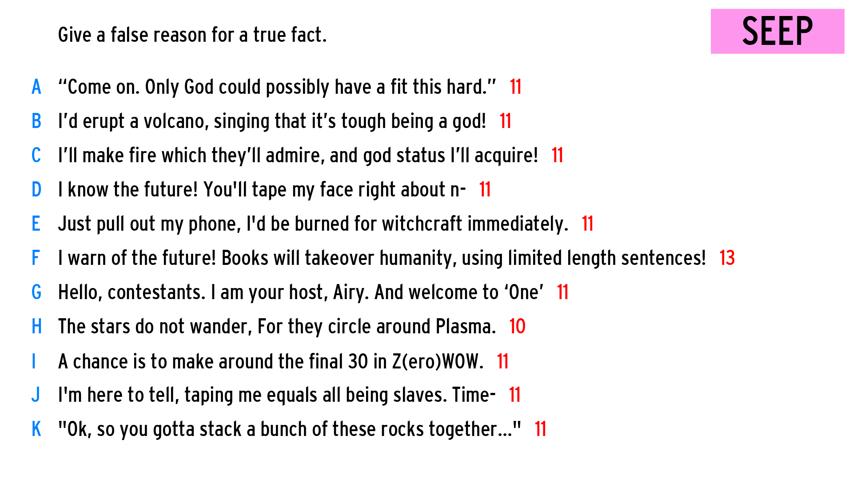 Give a false reason for a true fact.
SEEP
A “Come on. Only God could possibly have a fit this hard.” 11
B I’d erupt a volcano, singing that it’s tough being a god! 11
C I’ll make fire which they’ll admire, and god status I’ll acquire! 11
D I know the future! You'll tape my face right about n- 11
E Just pull out my phone, I'd be burned for witchcraft immediately. 11
F I warn of the future! Books will takeover humanity, using limited length sentences! 13
G Hello, contestants. I am your host, Airy. And welcome to ‘One’ 11
H The stars do not wander, For they circle around Plasma. 10
I A chance is to make around the final 30 in Z(ero)WOW. 11
J I'm here to tell, taping me equals all being slaves. Time- 11
K "Ok, so you gotta stack a bunch of these rocks together..." 11